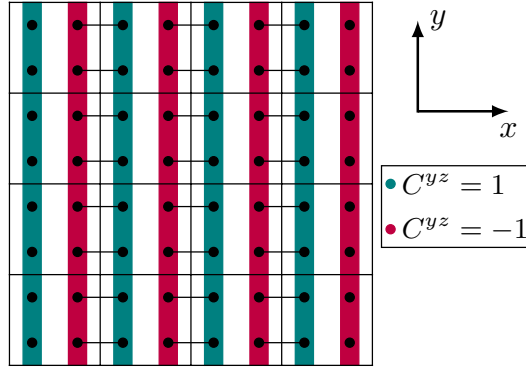 y
x
C^{yz} = 1
C^{yz} = -1